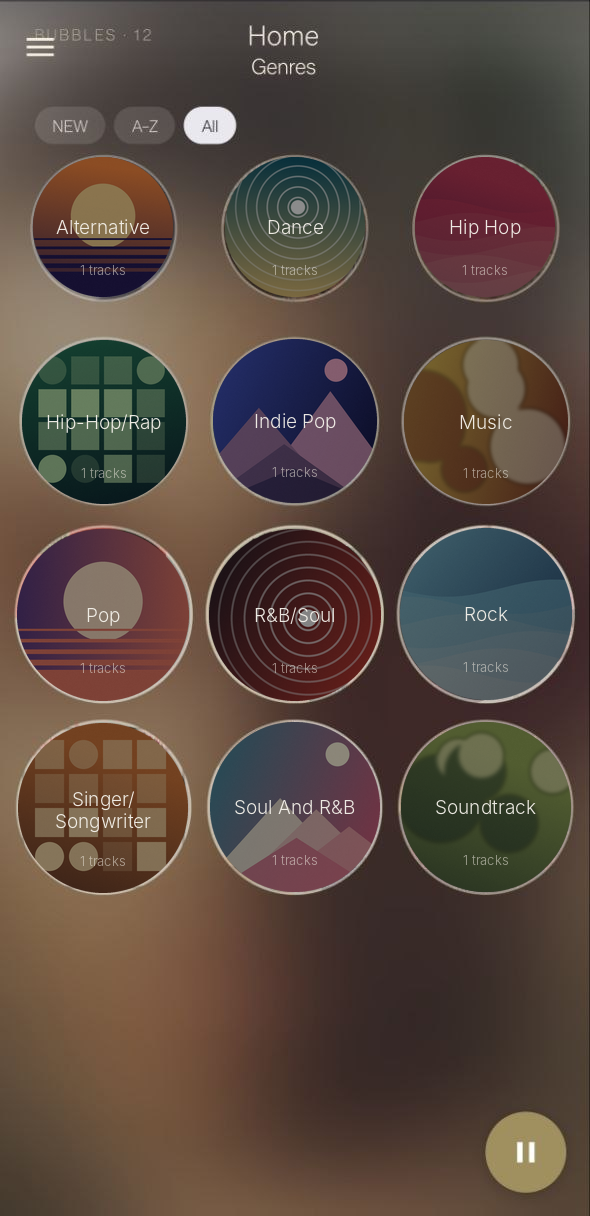 BUBBLES · 12
Home
Genres
NEW
A-Z
All
Alternative
1 tracks
Dance
1 tracks
Hip Hop
1 tracks
Hip-Hop/Rap
1 tracks
Indie Pop
1 tracks
Music
1 tracks
Pop
1 tracks
R&B/Soul
1 tracks
Rock
1 tracks
Singer/
Songwriter
1 tracks
Soul And R&B
1 tracks
Soundtrack
1 tracks